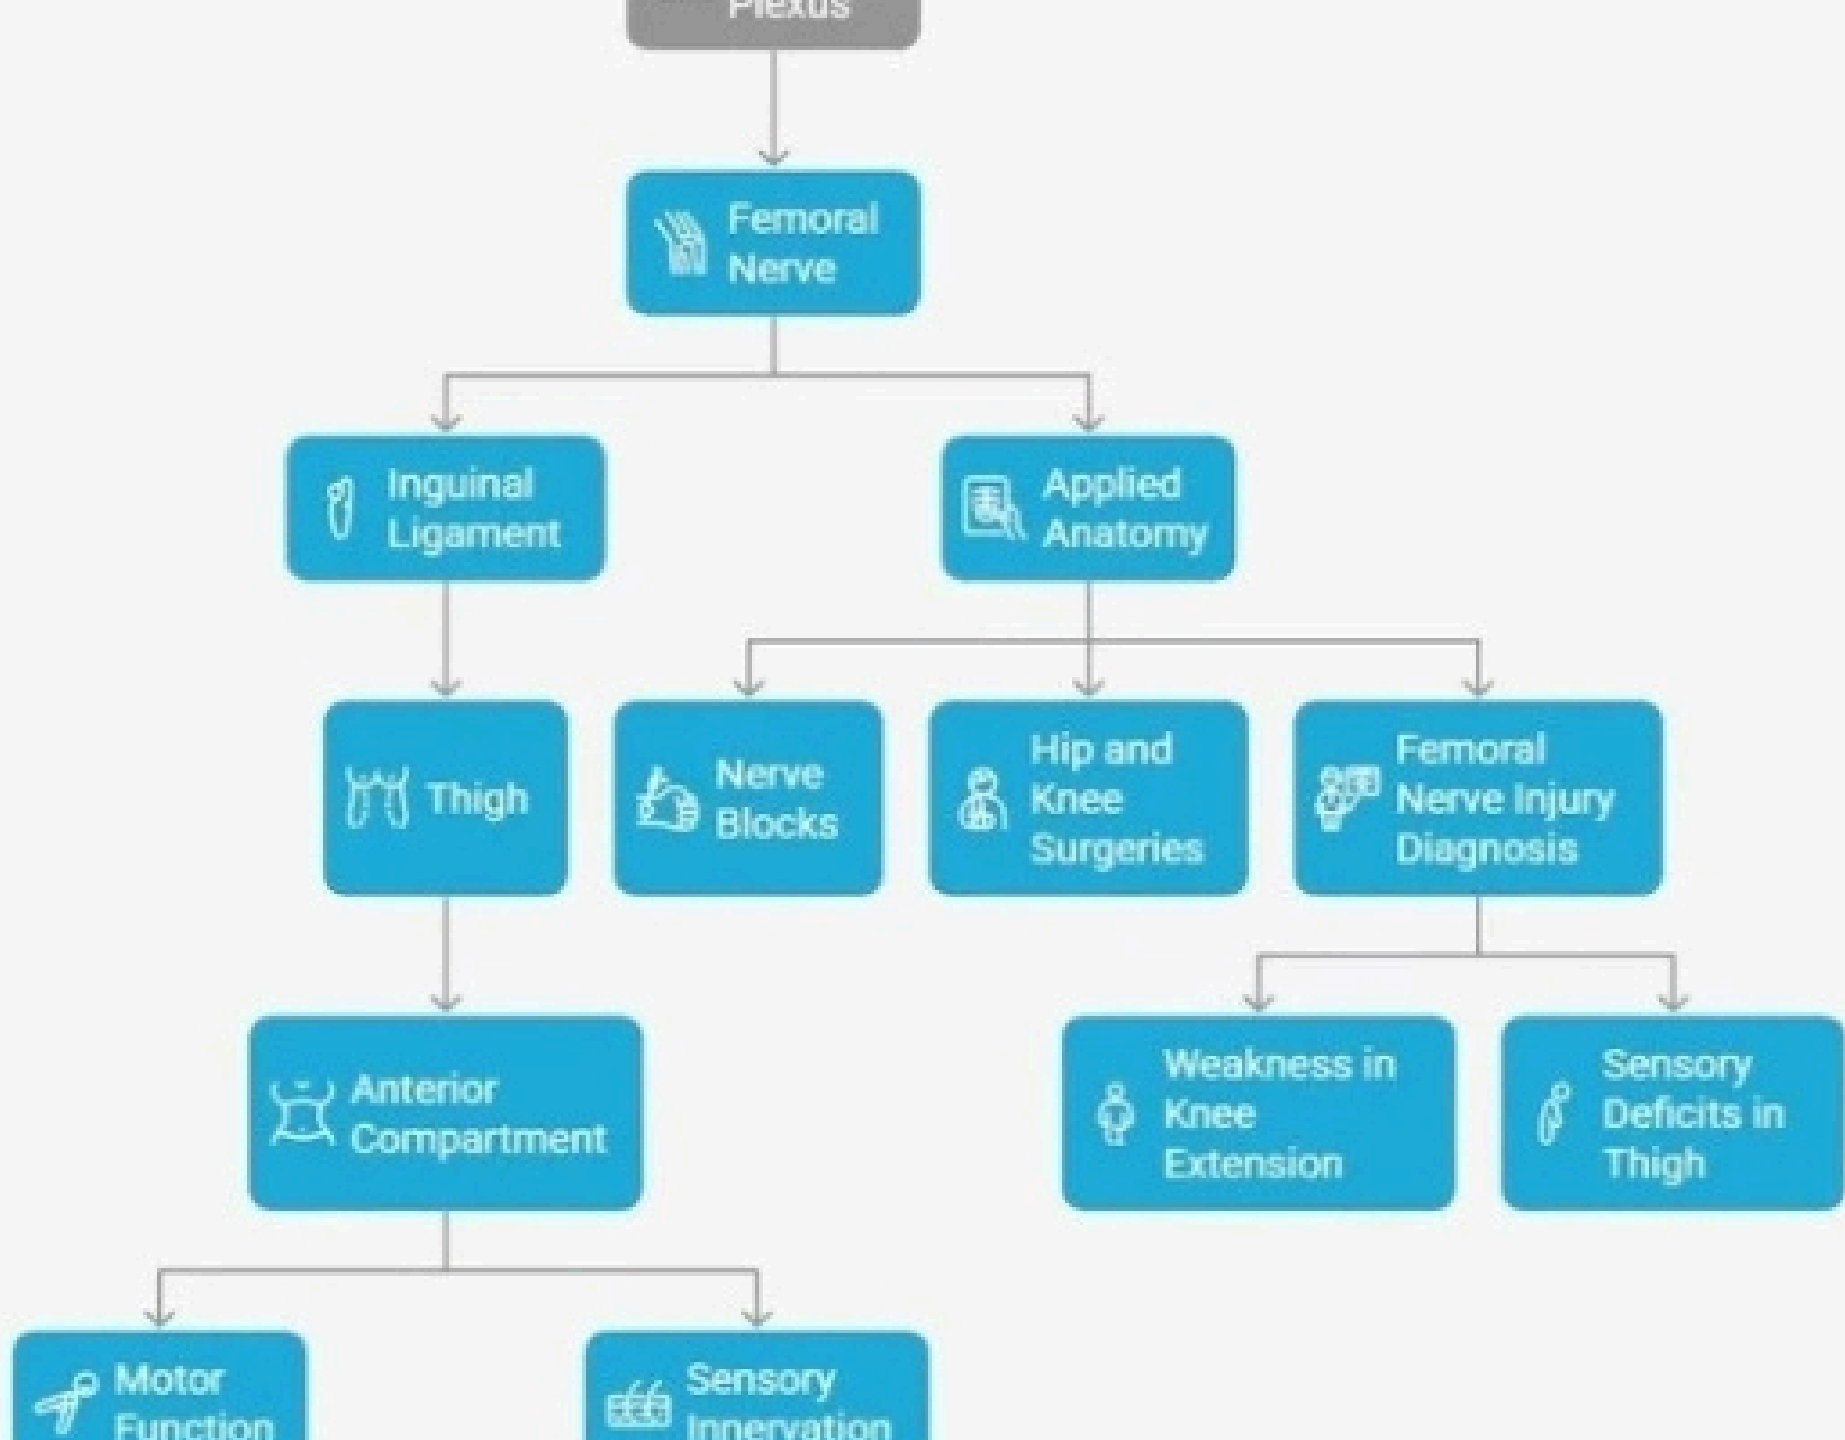 Plexus
Femoral
Nerve
Inguinal
Ligament
Applied
Anatomy
Thigh
Nerve
Blocks
Hip and
Knee
Surgeries
Femoral
Nerve Injury
Diagnosis
Anterior
Compartment
Weakness in
Knee
Extension
Sensory
Deficits in
Thigh
Motor
Function
Sensory
Innervation